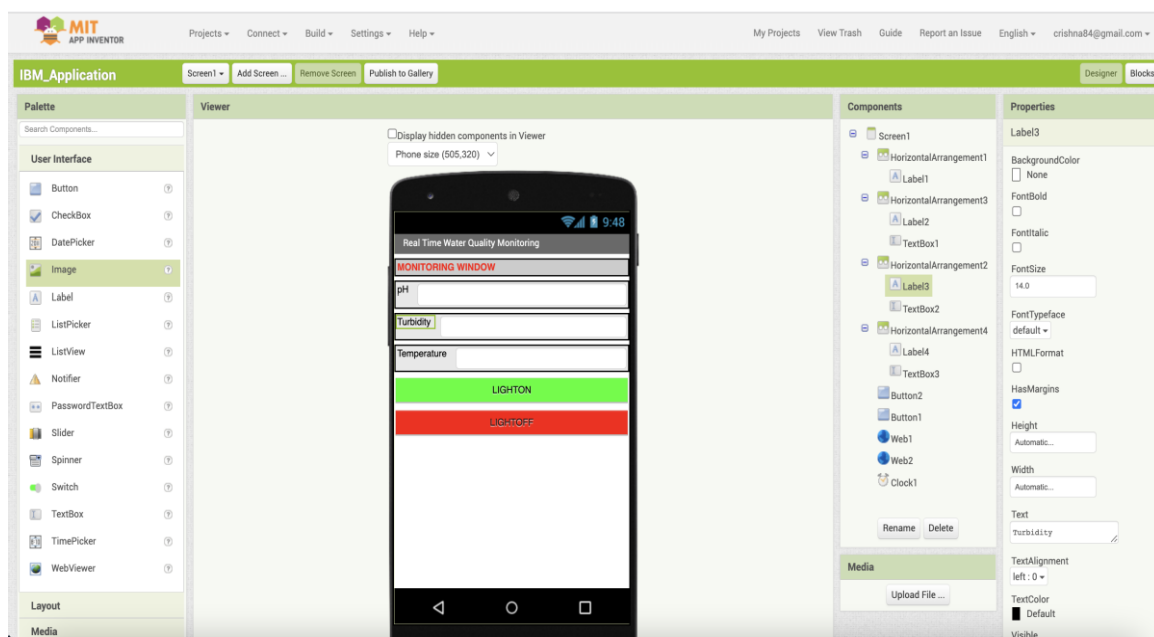 MIT
APP INVENTOR
Projects Connect Build Settings Help
My Projects View Trash Guide Report an Issue English crishna84@gmail.com
IBM_Application
Screen1 Add Screen ... Remove Screen Publish to Gallery
Designer Blocks
Palette
Search Components...
User Interface
Button
CheckBox
DatePicker
Image
Label
ListPicker
ListView
Notifier
PasswordTextBox
Slider
Spinner
Switch
TextBox
TimePicker
WebViewer
Layout
Media
Viewer
Display hidden components in Viewer
Phone size (505,320)
9:48
Real Time Water Quality Monitoring
MONITORING WINDOW
pH
Turbidity
Temperature
LIGHTON
LIGHTOFF
Components
Screen1
HorizontalArrangement1
Label1
HorizontalArrangement3
Label2
TextBox1
HorizontalArrangement2
Label3
TextBox2
HorizontalArrangement4
Label4
TextBox3
Button2
Button1
Web1
Web2
Clock1
Rename Delete
Media
Upload File ...
Properties
Label3
BackgroundColor
None
FontBold
FontItalic
FontSize
14.0
FontTypeface
default
HTMLFormat
HasMargins
Height
Automatic...
Width
Automatic...
Text
Turbidity
TextAlignment
left : 0
TextColor
Default
Visible